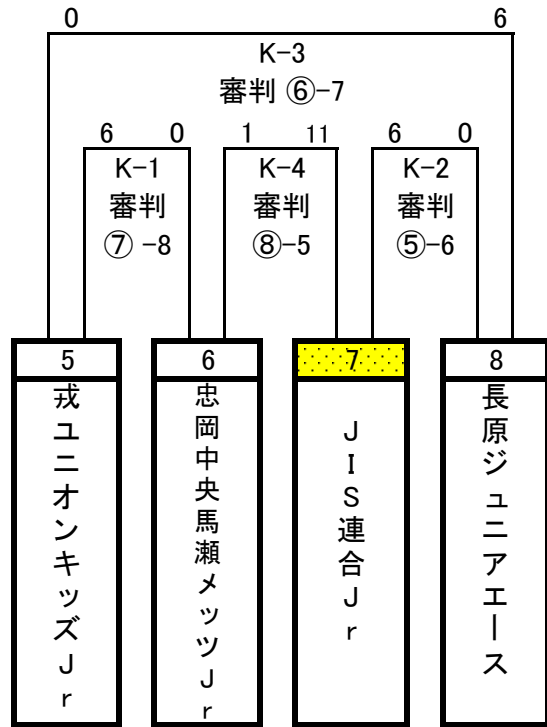 0 6
K-3
審判 ⑥-7
6 0 1 11 6 0
K-1 K-4 K-2
審判 審判 審判
⑦-8 ⑧-5 ⑤-6
5 6 7 8
戎ユニオンキッズJr
忠岡中央馬瀬メッツJr
JIS連合Jr
長原ジュニアエース